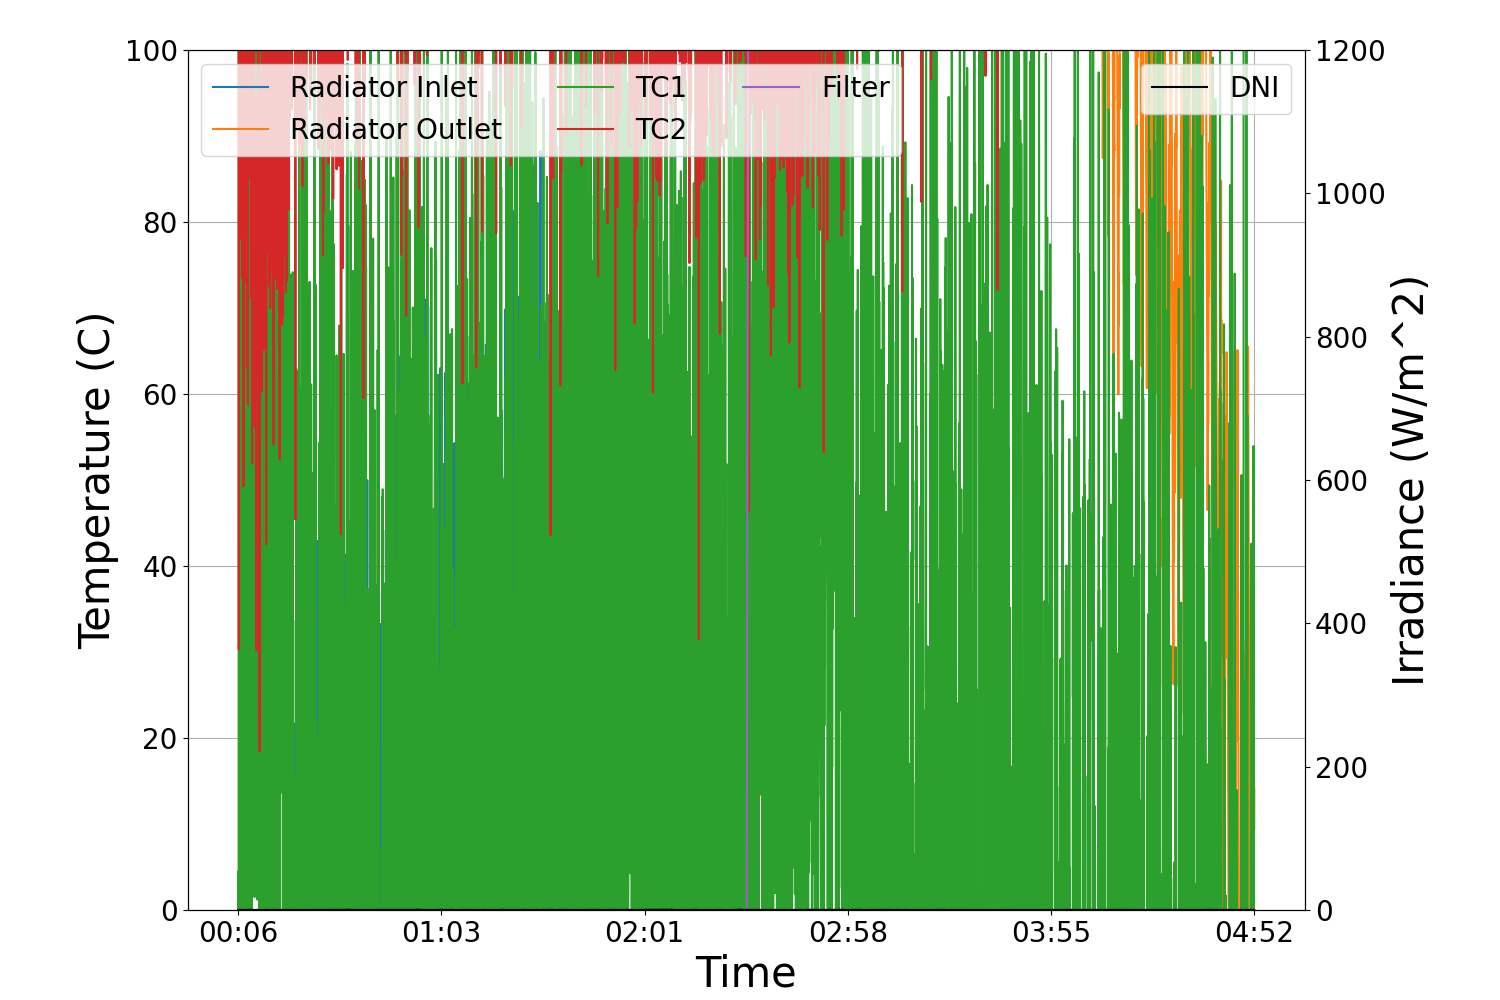 100
80
60
40
20
0
Temperature (C)
Radiator Inlet
Radiator Outlet
TC1
TC2
Filter
DNI
1200
1000
800
600
400
200
0
Irradiance (W/m^2)
00:06 01:03 02:01 02:58 03:55 04:52
Time